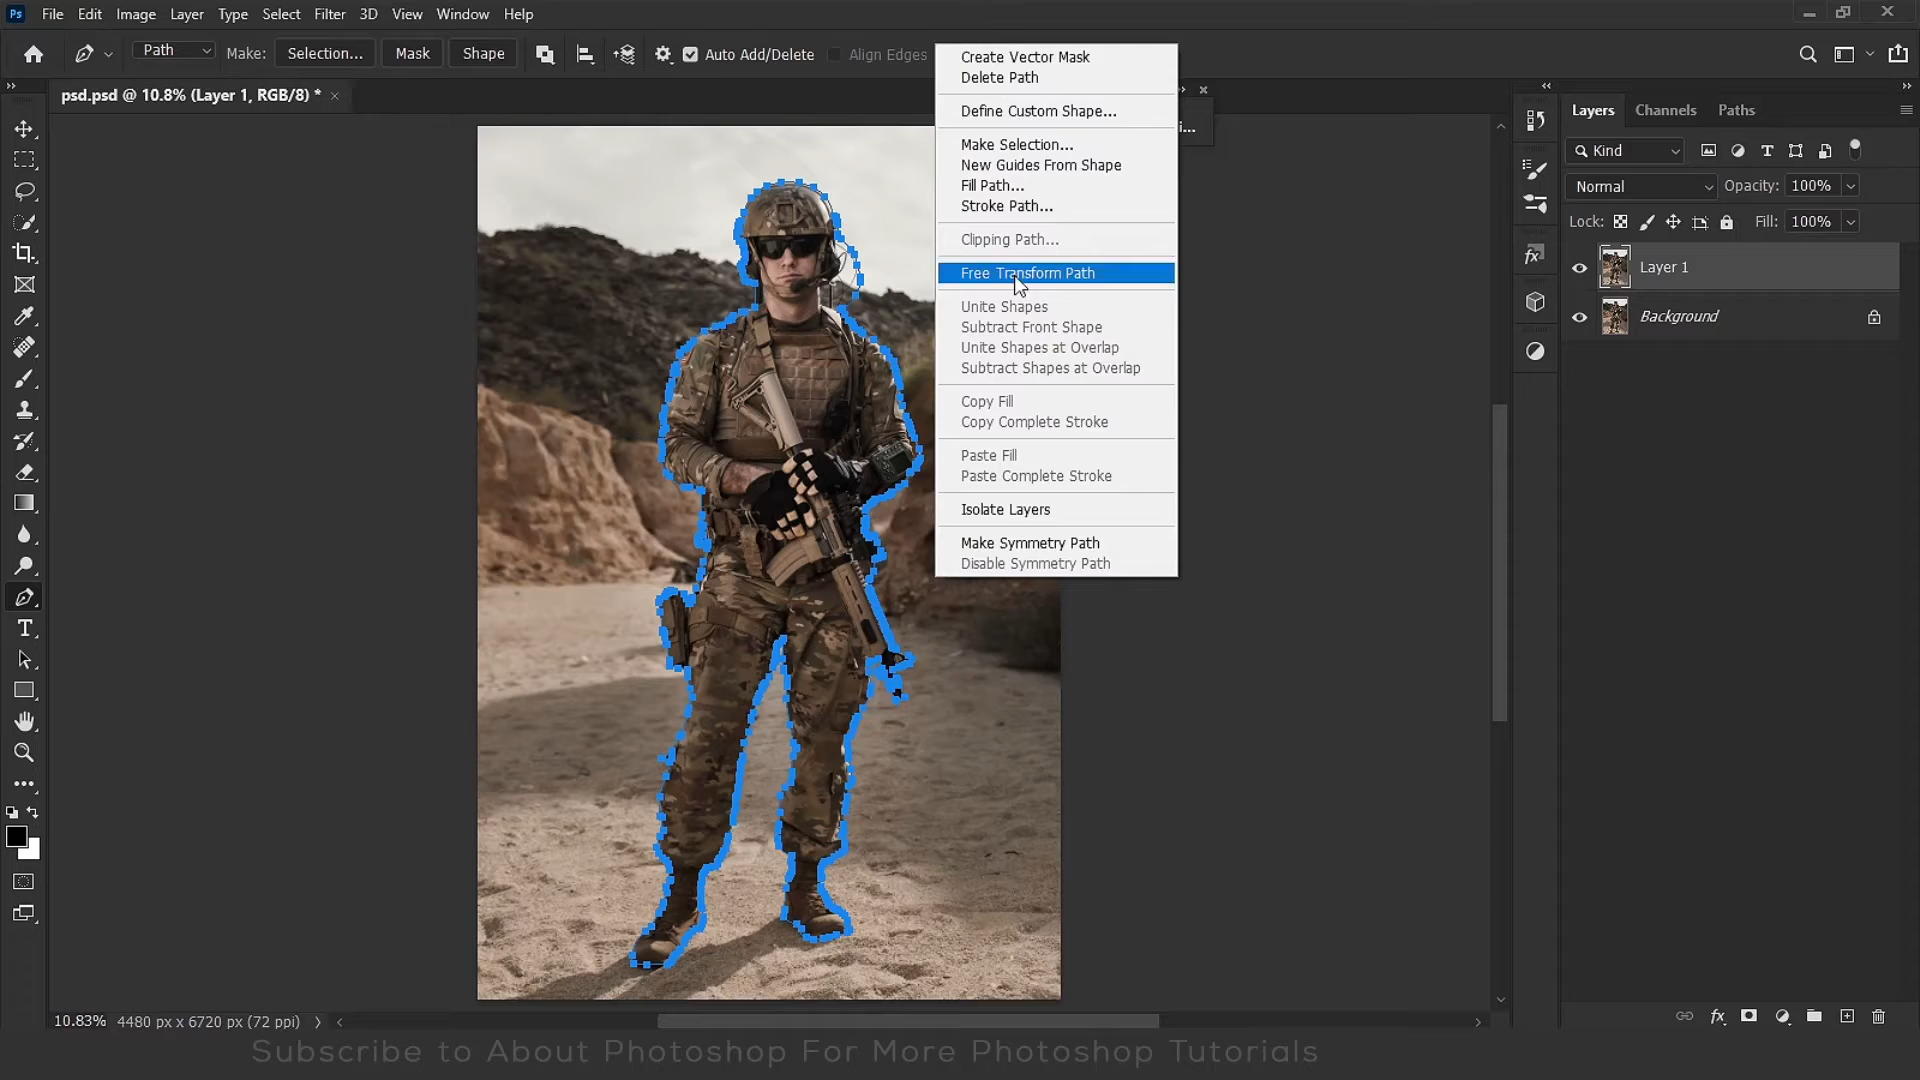 Ps File Edit Image Layer Type Select Filter 3D View Window Help
Path Make: Selection... Mask Shape Auto Add/Delete Align Edges
psd.psd @ 10.8% (Layer 1, RGB/8) *
i...
Create Vector Mask
Delete Path
Define Custom Shape...
Make Selection...
New Guides From Shape
Fill Path...
Stroke Path...
Clipping Path...
Free Transform Path
Unite Shapes
Subtract Front Shape
Unite Shapes at Overlap
Subtract Shapes at Overlap
Copy Fill
Copy Complete Stroke
Paste Fill
Paste Complete Stroke
Isolate Layers
Make Symmetry Path
Disable Symmetry Path
Layers Channels Paths
Kind
Normal Opacity: 100%
Lock: Fill: 100%
Layer 1
Background
10.83% 4480 px x 6720 px (72 ppi)
Subscribe to About Photoshop For More Photoshop Tutorials